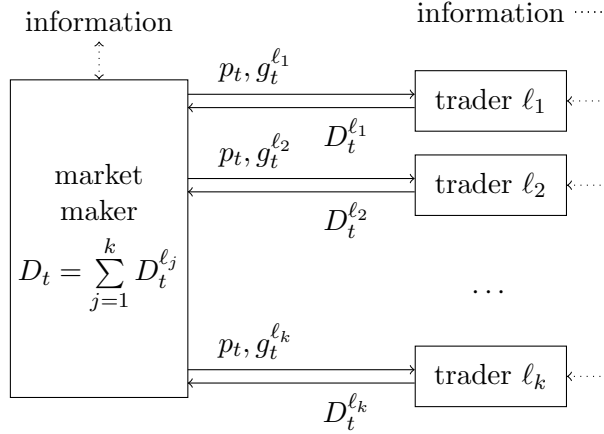 information
information
p_t, g_t^{ℓ_1}
trader ℓ_1
D_t^{ℓ_1}
p_t, g_t^{ℓ_2}
trader ℓ_2
D_t^{ℓ_2}
market
maker
D_t = \sum_{j=1}^{k} D_t^{ℓ_j}
...
p_t, g_t^{ℓ_k}
trader ℓ_k
D_t^{ℓ_k}